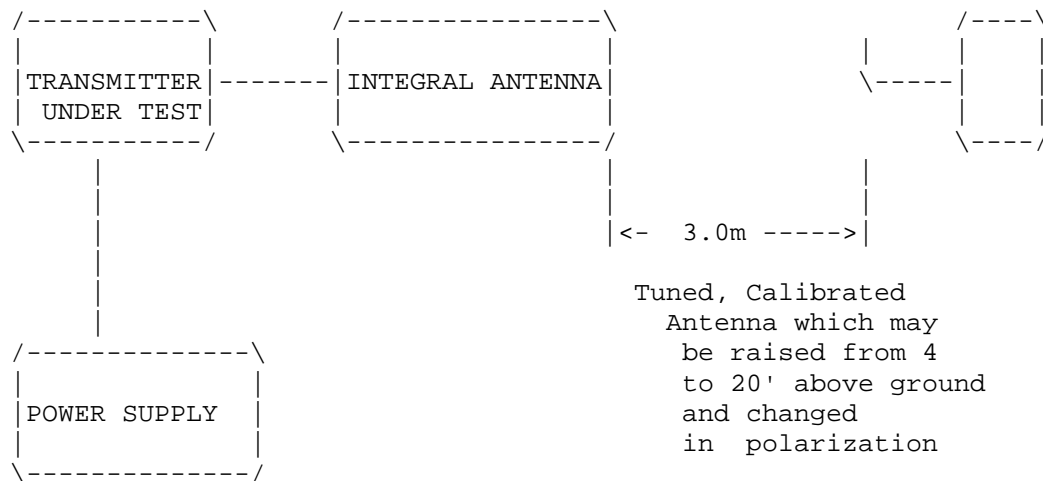 TRANSMITTER
UNDER TEST
INTEGRAL ANTENNA
<- 3.0m ----->
Tuned, Calibrated
Antenna which may
be raised from 4
to 20' above ground
and changed
in polarization
POWER SUPPLY